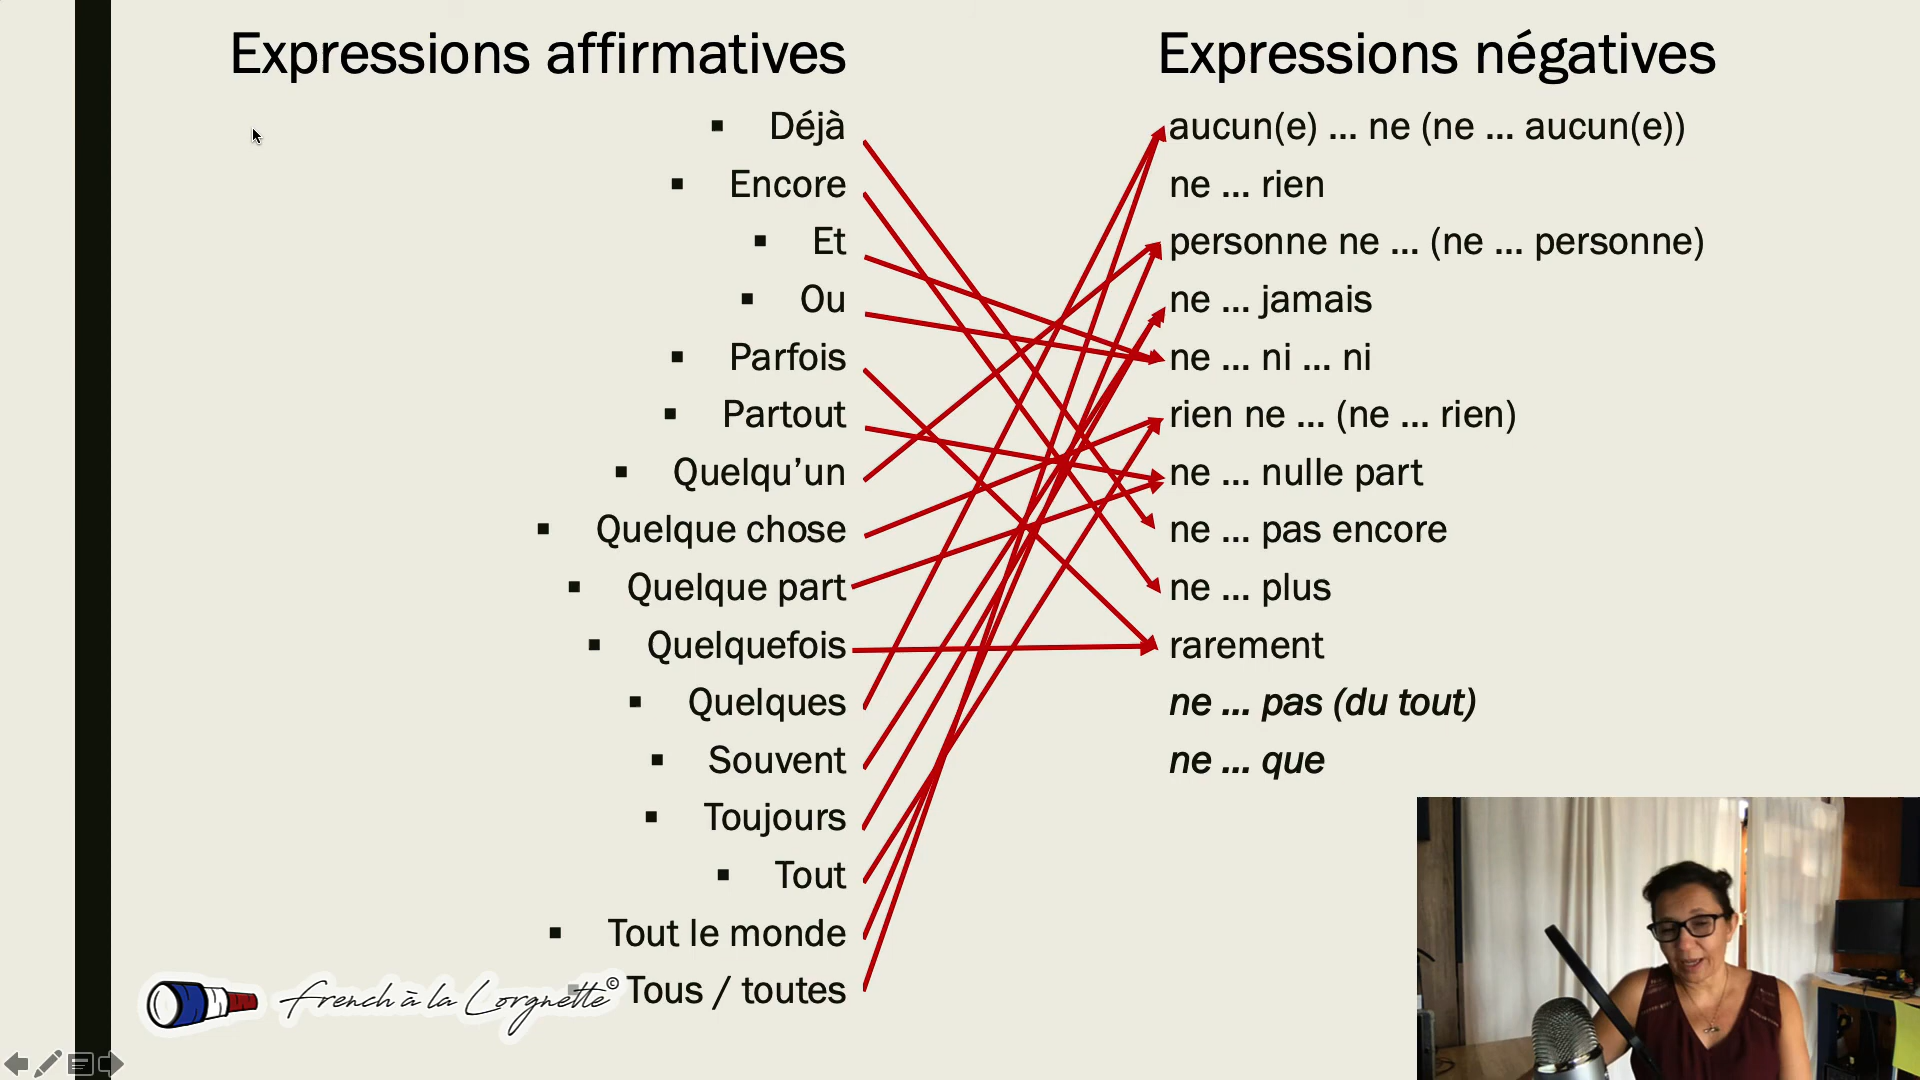 Expressions affirmatives
▪ Déjà
▪ Encore
▪ Et
▪ Ou
▪ Parfois
▪ Partout
▪ Quelqu’un
▪ Quelque chose
▪ Quelque part
▪ Quelquefois
▪ Quelques
▪ Souvent
▪ Toujours
▪ Tout
▪ Tout le monde
▪ Tous / toutes
Expressions négatives
aucun(e) ... ne (ne ... aucun(e))
ne ... rien
personne ne ... (ne ... personne)
ne ... jamais
ne ... ni ... ni
rien ne ... (ne ... rien)
ne ... nulle part
ne ... pas encore
ne ... plus
rarement
ne ... pas (du tout)
ne ... que
French à la Lorgnette©